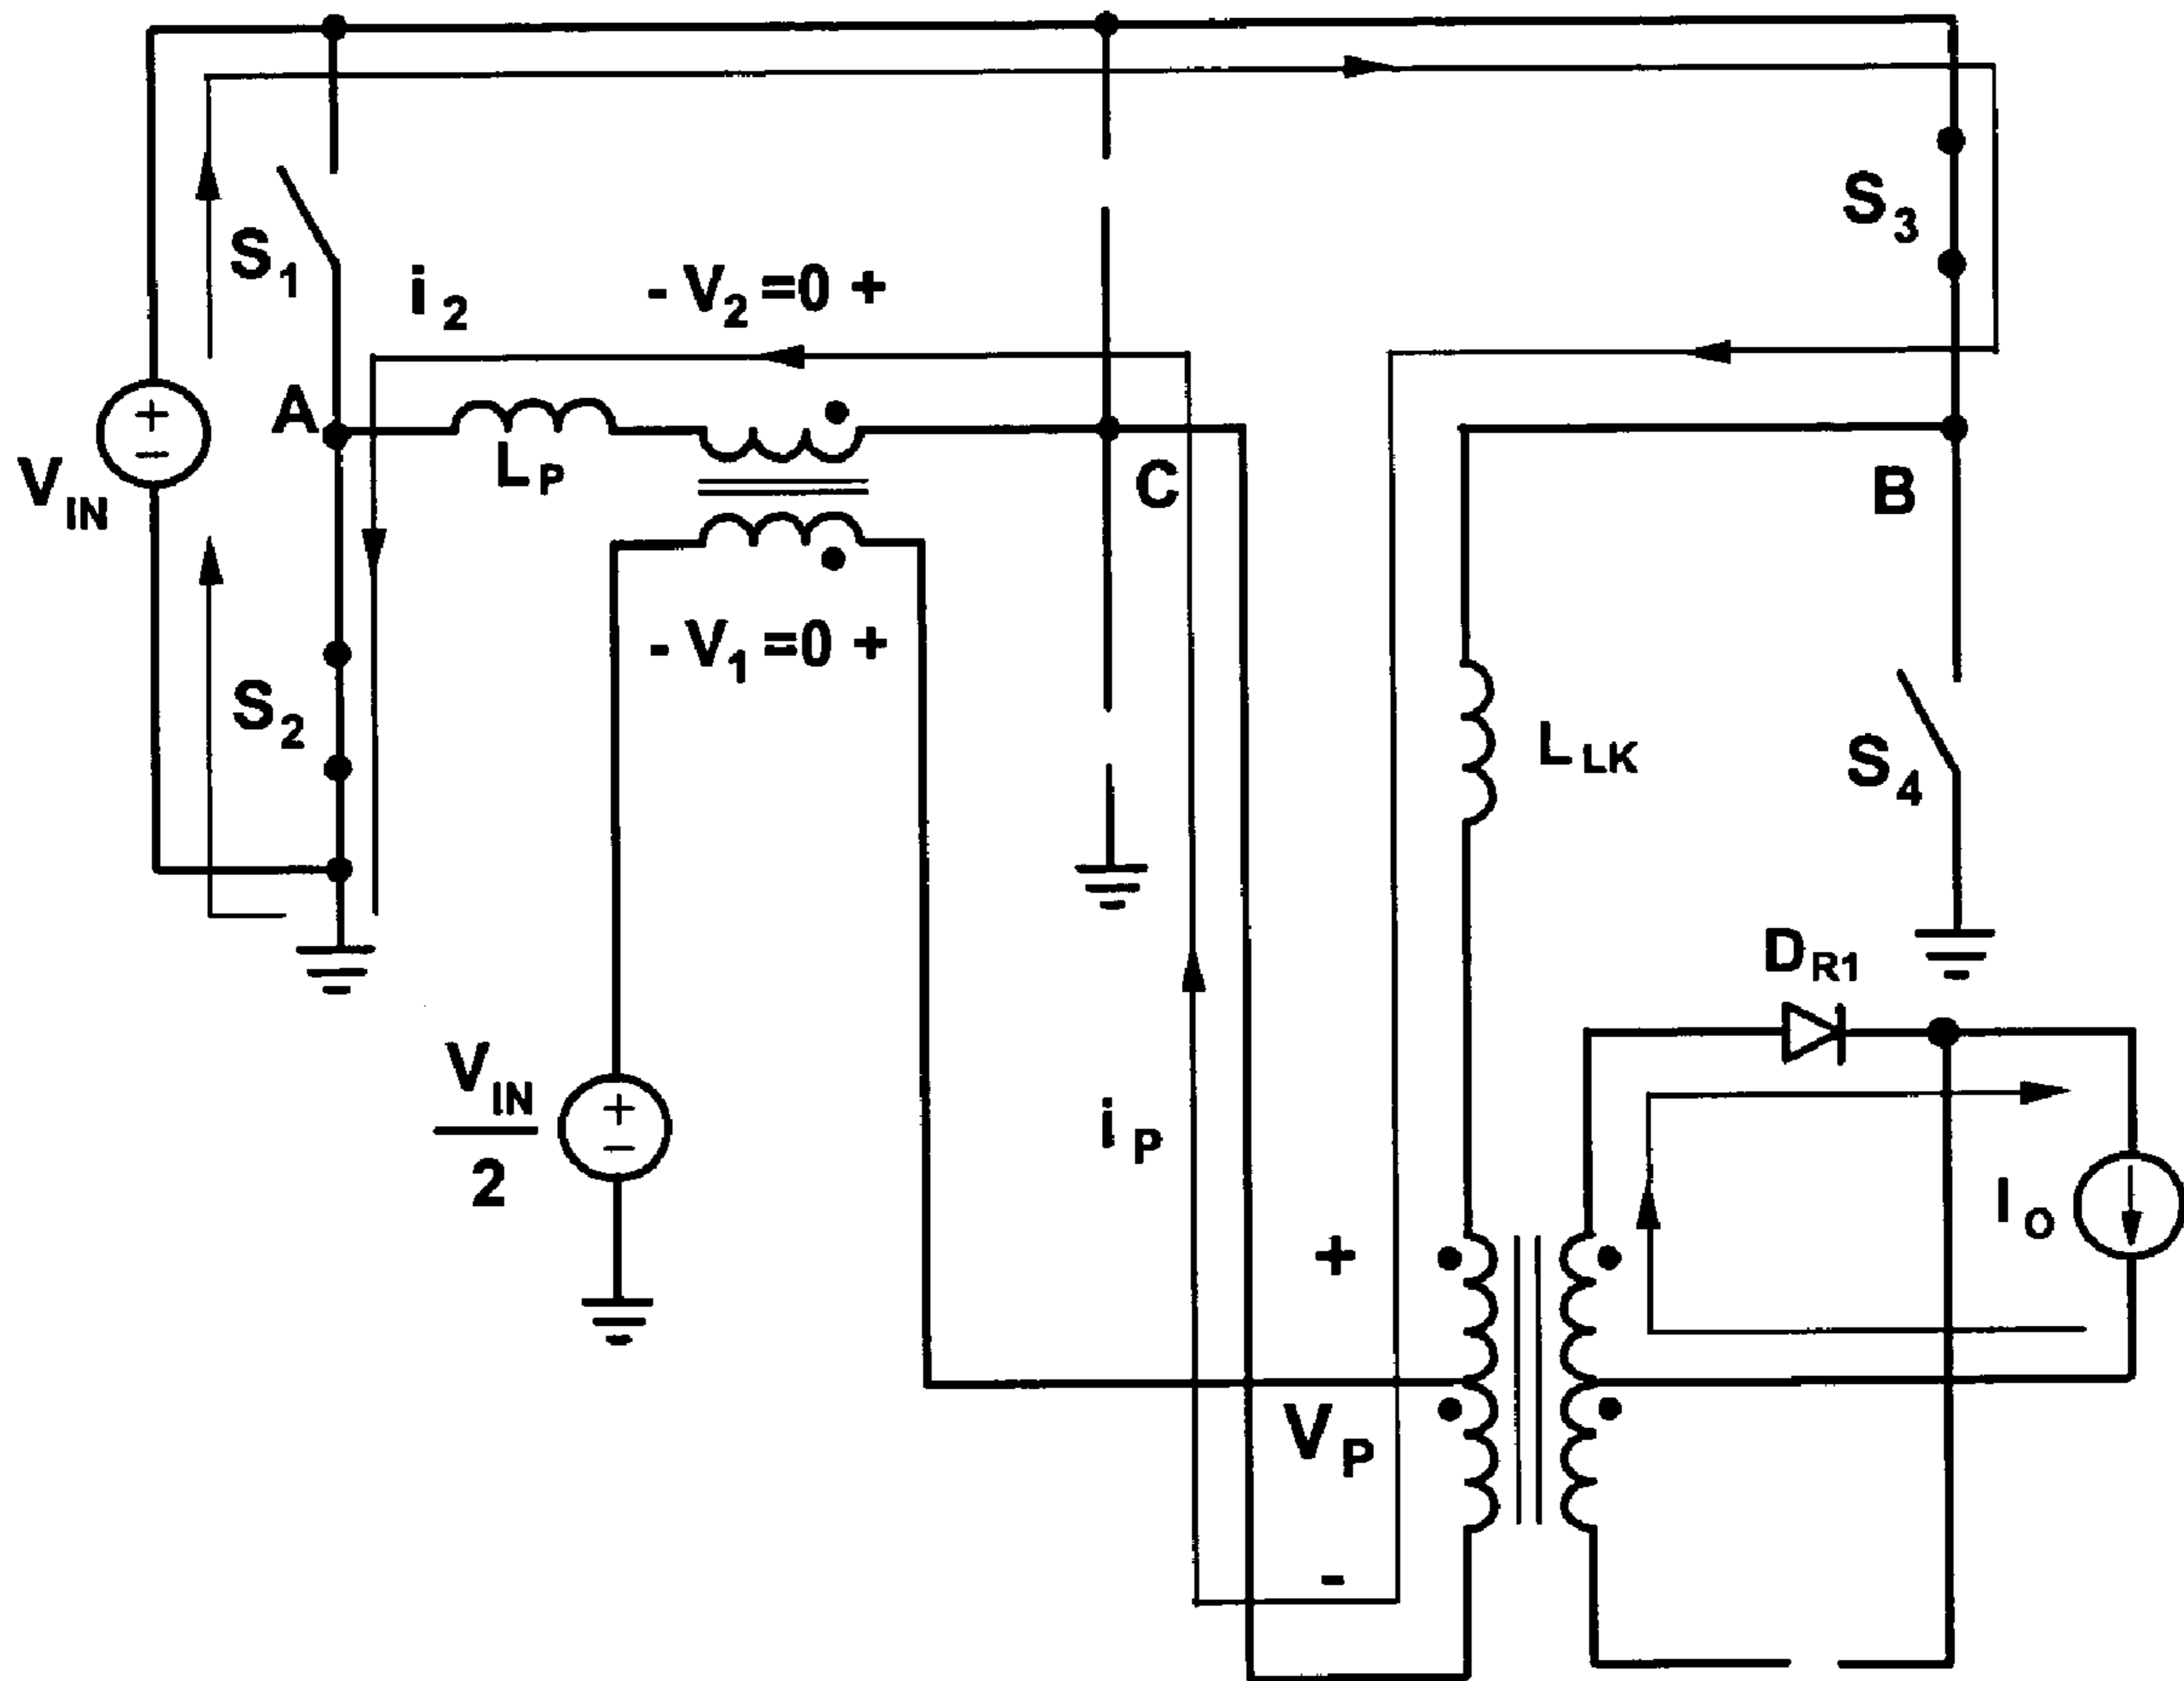 S1
S3
i2
- V2 =0 +
A
VIN
+
−
LP
C
B
- V1 =0 +
S2
LLK
S4
DR1
VIN
2
+
−
iP
IO
+
VP
-